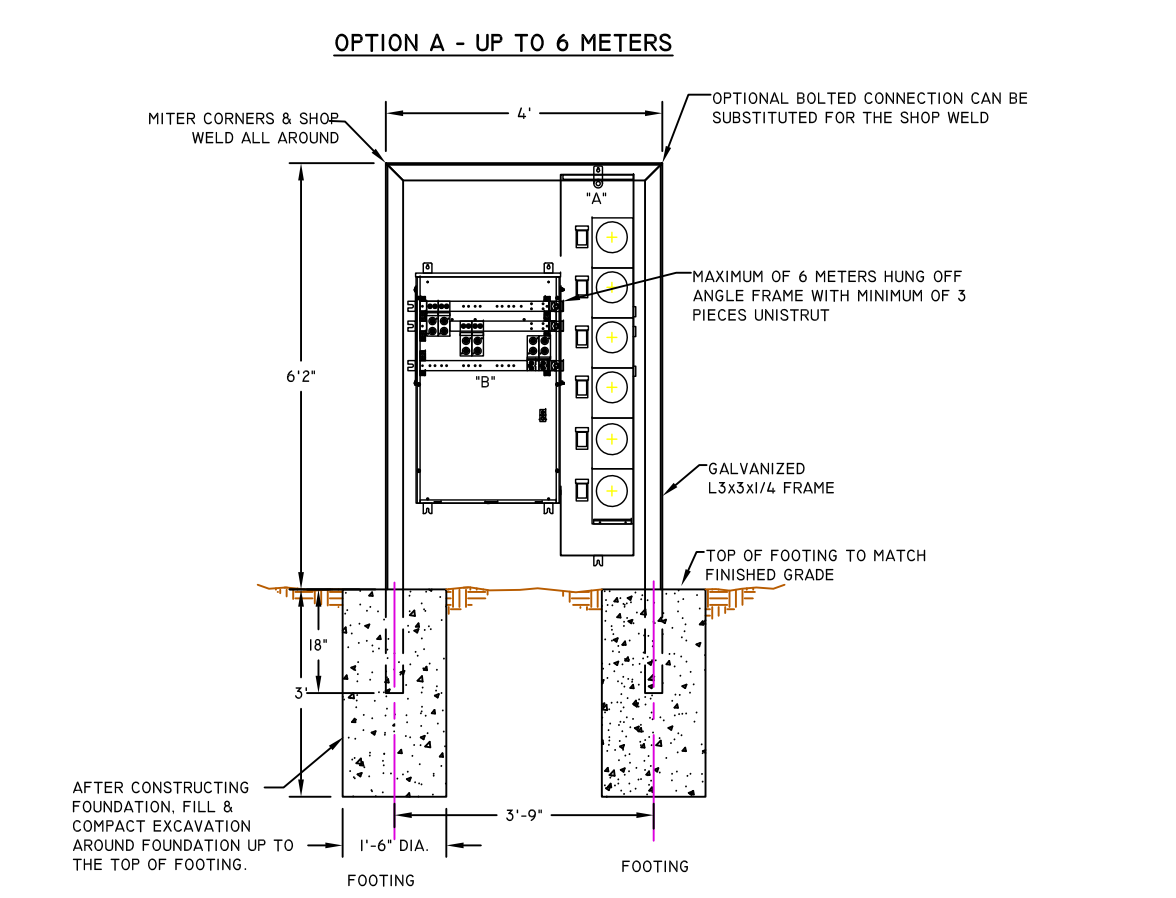 OPTION A - UP TO 6 METERS
MITER CORNERS & SHOP
WELD ALL AROUND
4'
OPTIONAL BOLTED CONNECTION CAN BE
SUBSTITUTED FOR THE SHOP WELD
"A"
MAXIMUM OF 6 METERS HUNG OFF
ANGLE FRAME WITH MINIMUM OF 3
PIECES UNISTRUT
6'2"
"B"
GALVANIZED
L3x3x1/4 FRAME
TOP OF FOOTING TO MATCH
FINISHED GRADE
18"
3'
AFTER CONSTRUCTING
FOUNDATION, FILL &
COMPACT EXCAVATION
AROUND FOUNDATION UP TO
THE TOP OF FOOTING.
3'-9"
1'-6" DIA.
FOOTING
FOOTING